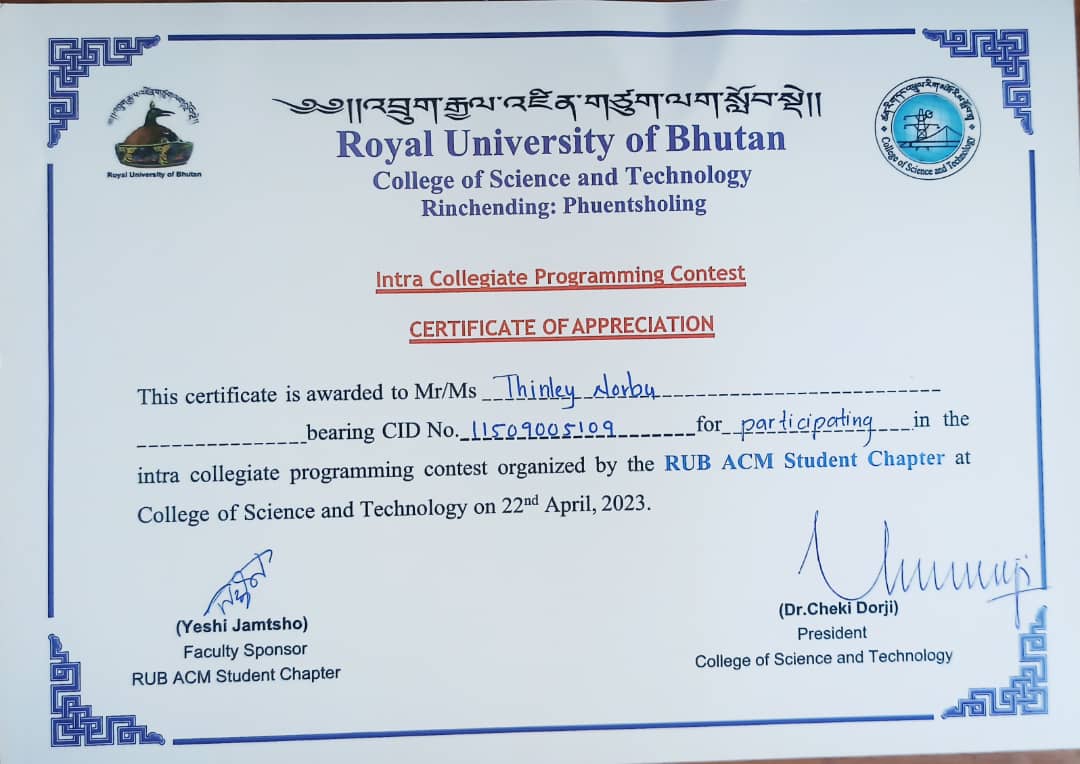 ༄༅།།འབྲུག་རྒྱལ་འཛིན་གཙུག་ལག་སློབ་སྡེ།།
Royal University of Bhutan
College of Science and Technology
Rinchending: Phuentsholing
Royal University of Bhutan
College of Science and Technology
Intra Collegiate Programming Contest
CERTIFICATE OF APPRECIATION
This certificate is awarded to Mr/Ms Thinley Norbu
bearing CID No. 11509005109 for participating in the
intra collegiate programming contest organized by the RUB ACM Student Chapter at
College of Science and Technology on 22nd April, 2023.
(Yeshi Jamtsho)
Faculty Sponsor
RUB ACM Student Chapter
(Dr.Cheki Dorji)
President
College of Science and Technology